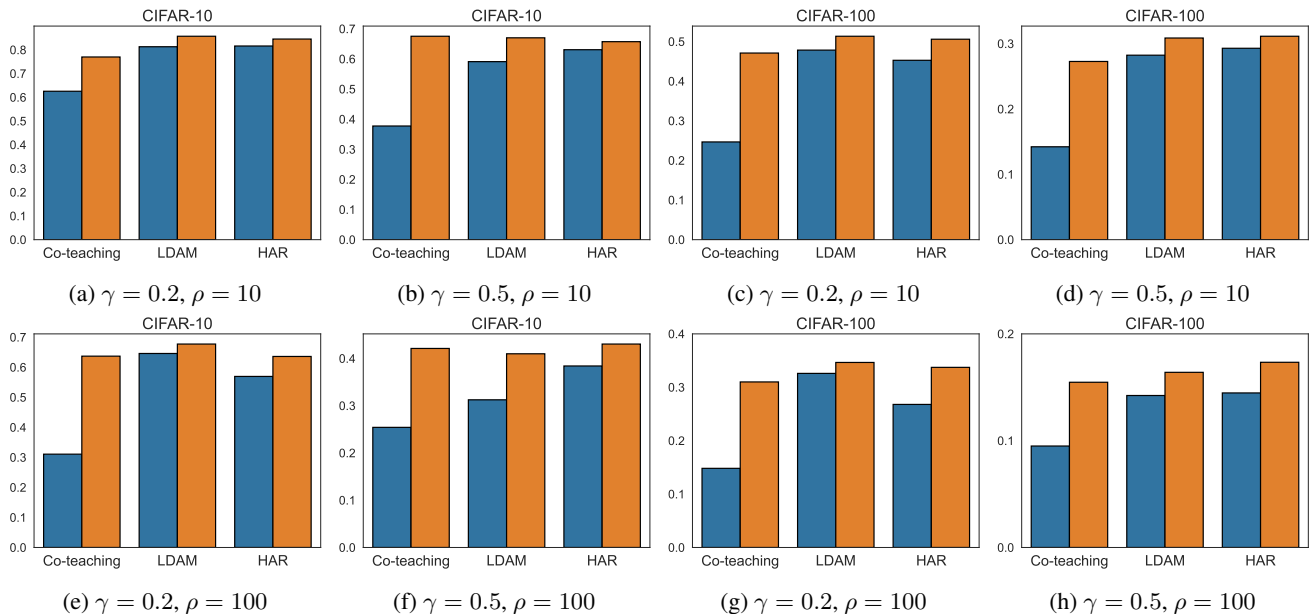 CIFAR-10
0.8
0.7
0.6
0.5
0.4
0.3
0.2
0.1
0.0
Co-teaching LDAM HAR
(a) γ = 0.2, ρ = 10
CIFAR-10
0.7
0.6
0.5
0.4
0.3
0.2
0.1
0.0
Co-teaching LDAM HAR
(b) γ = 0.5, ρ = 10
CIFAR-100
0.5
0.4
0.3
0.2
0.1
0.0
Co-teaching LDAM HAR
(c) γ = 0.2, ρ = 10
CIFAR-100
0.3
0.2
0.1
0.0
Co-teaching LDAM HAR
(d) γ = 0.5, ρ = 10
CIFAR-10
0.7
0.6
0.5
0.4
0.3
0.2
0.1
0.0
Co-teaching LDAM HAR
(e) γ = 0.2, ρ = 100
CIFAR-10
0.4
0.3
0.2
0.1
0.0
Co-teaching LDAM HAR
(f) γ = 0.5, ρ = 100
CIFAR-100
0.4
0.3
0.2
0.1
0.0
Co-teaching LDAM HAR
(g) γ = 0.2, ρ = 100
CIFAR-100
0.2
0.1
0.0
Co-teaching LDAM HAR
(h) γ = 0.5, ρ = 100